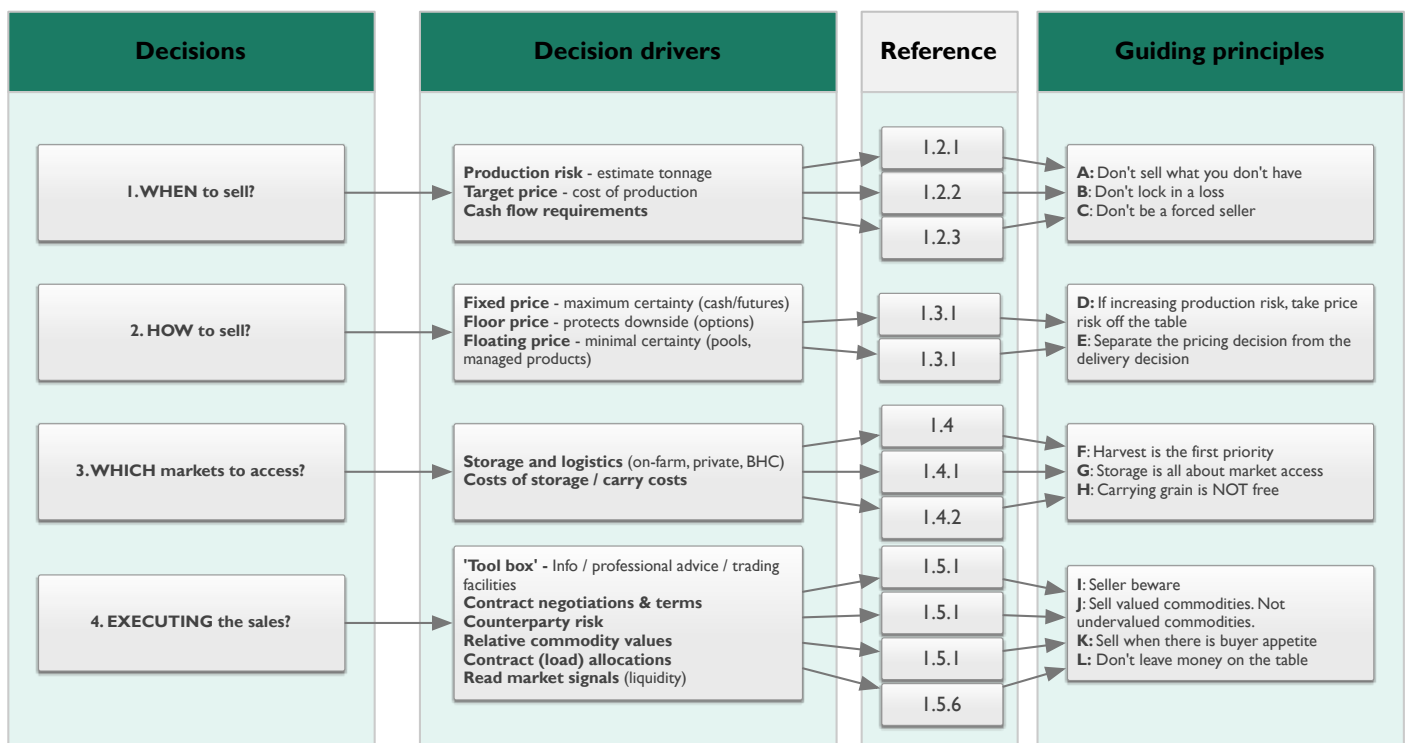 Decisions
Decision drivers
Reference
Guiding principles
1. WHEN to sell?
Production risk - estimate tonnage
Target price - cost of production
Cash flow requirements
1.2.1
1.2.2
1.2.3
A: Don't sell what you don't have
B: Don't lock in a loss
C: Don't be a forced seller
2. HOW to sell?
Fixed price - maximum certainty (cash/futures)
Floor price - protects downside (options)
Floating price - minimal certainty (pools,
managed products)
1.3.1
1.3.1
D: If increasing production risk, take price
risk off the table
E: Separate the pricing decision from the
delivery decision
3. WHICH markets to access?
Storage and logistics (on-farm, private, BHC)
Costs of storage / carry costs
1.4
1.4.1
1.4.2
F: Harvest is the first priority
G: Storage is all about market access
H: Carrying grain is NOT free
4. EXECUTING the sales?
'Tool box' - Info / professional advice / trading
facilities
Contract negotiations & terms
Counterparty risk
Relative commodity values
Contract (load) allocations
Read market signals (liquidity)
1.5.1
1.5.1
1.5.1
1.5.6
I: Seller beware
J: Sell valued commodities. Not
undervalued commodities.
K: Sell when there is buyer appetite
L: Don't leave money on the table